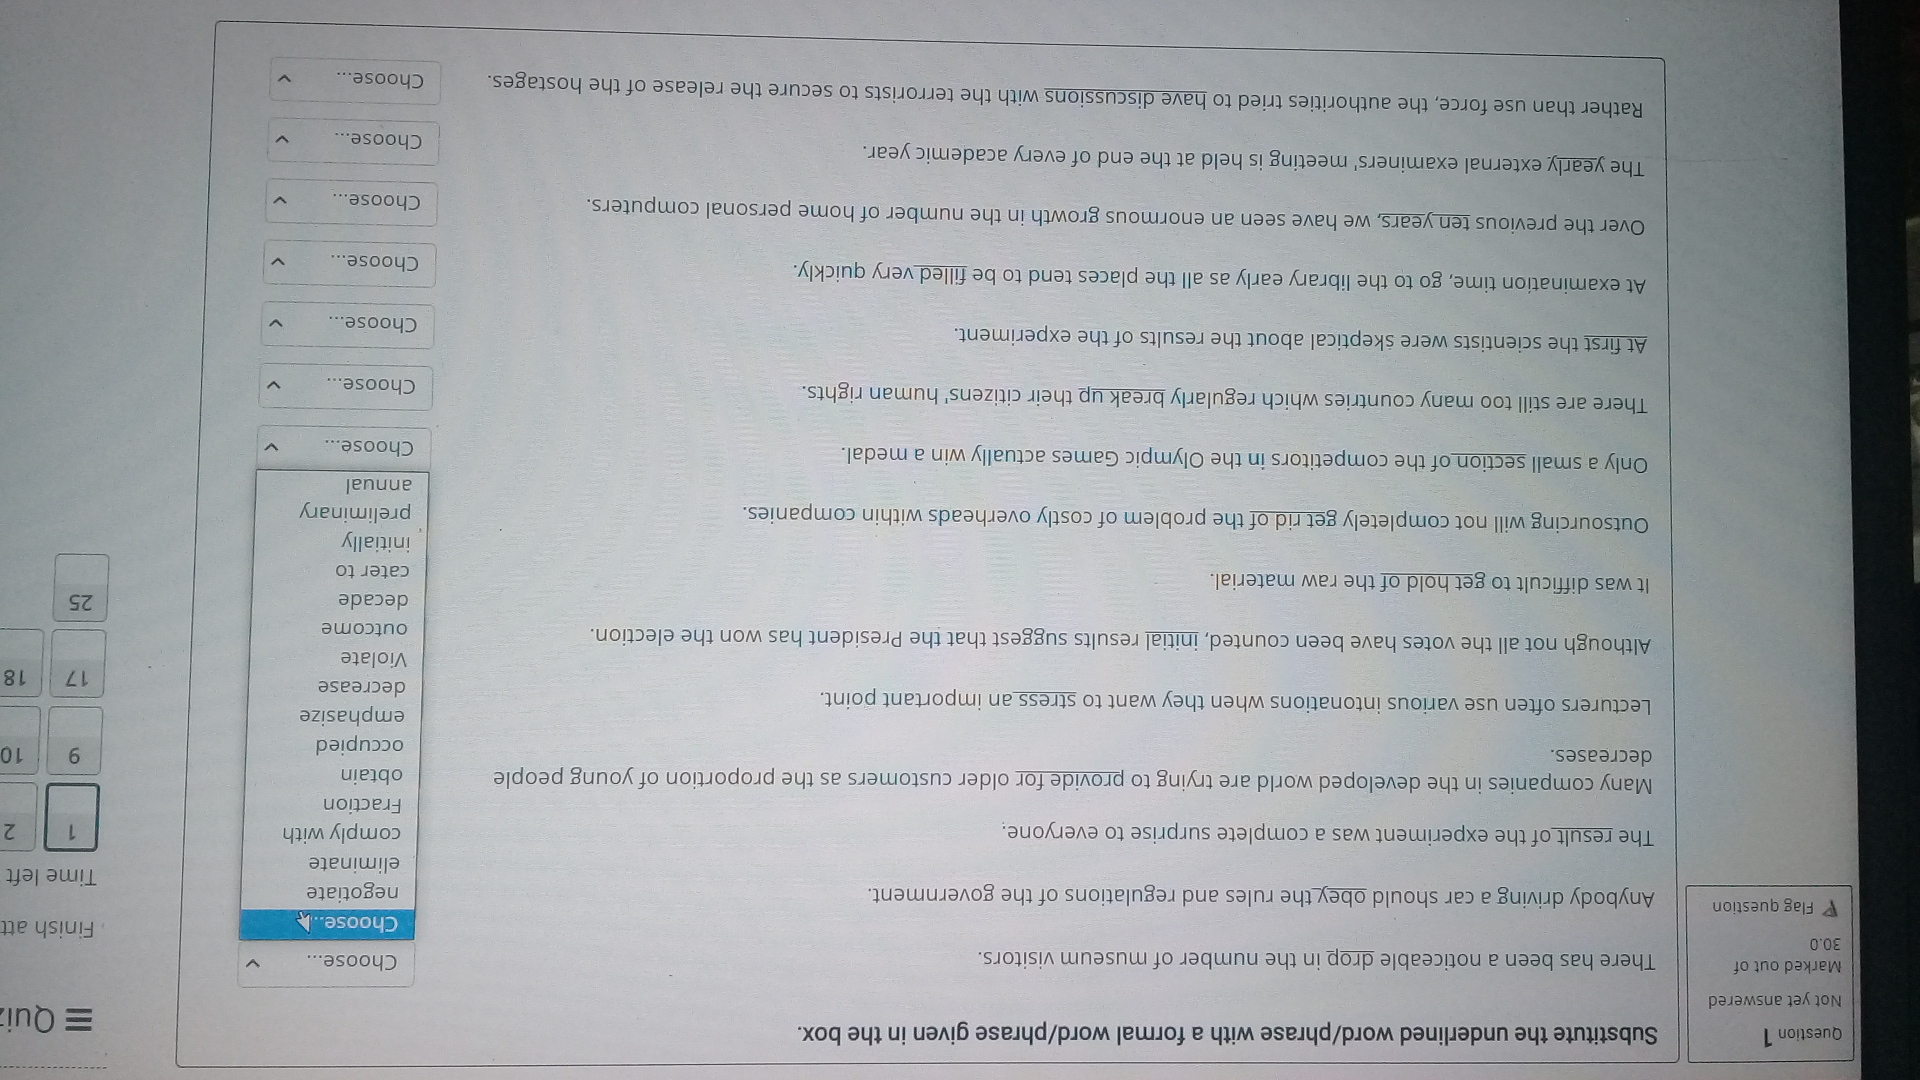 Question 1
Not yet answered
Marked out of
30.0
Flag question
Substitute the underlined word/phrase with a formal word/phrase given in the box.
There has been a noticeable drop in the number of museum visitors.
Choose...
Choose...
negotiate
eliminate
comply with
Fraction
obtain
occupied
emphasize
decrease
Violate
outcome
decade
cater to
initially
preliminary
annual
Anybody driving a car should obey the rules and regulations of the government.
The result of the experiment was a complete surprise to everyone.
Many companies in the developed world are trying to provide for older customers as the proportion of young people
decreases.
Lecturers often use various intonations when they want to stress an important point.
Although not all the votes have been counted, initial results suggest that the President has won the election.
It was difficult to get hold of the raw material.
Outsourcing will not completely get rid of the problem of costly overheads within companies.
Only a small section of the competitors in the Olympic Games actually win a medal.
Choose...
There are still too many countries which regularly break up their citizens' human rights.
Choose...
At first the scientists were skeptical about the results of the experiment.
Choose...
At examination time, go to the library early as all the places tend to be filled very quickly.
Choose...
Over the previous ten years, we have seen an enormous growth in the number of home personal computers.
Choose...
The yearly external examiners' meeting is held at the end of every academic year.
Choose...
Rather than use force, the authorities tried to have discussions with the terrorists to secure the release of the hostages.
Choose...
Quiz
Finish att
Time left
1 2
9 10
17 18
25